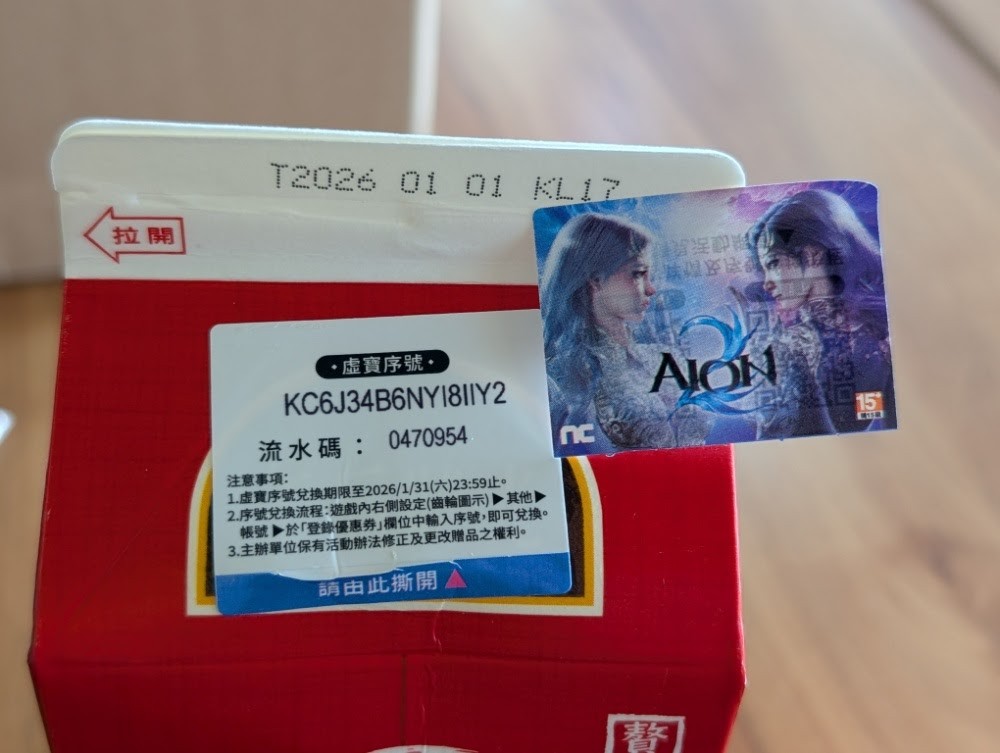 T2026 01 01 KL17
拉開
•虛寶序號•
KC6J34B6NYI8IIY2
流水碼： 0470954
注意事項:
1.虛寶序號兌換期限至2026/1/31(六)23:59止。
2.序號兌換流程:遊戲內右側設定(齒輪圖示)▶其他▶
帳號▶於「登錄優惠券」欄位中輸入序號,即可兌換。
3.主辦單位保有活動辦法修正及更改贈品之權利。
請由此撕開▲
AION
2
nc
15+
輔15級